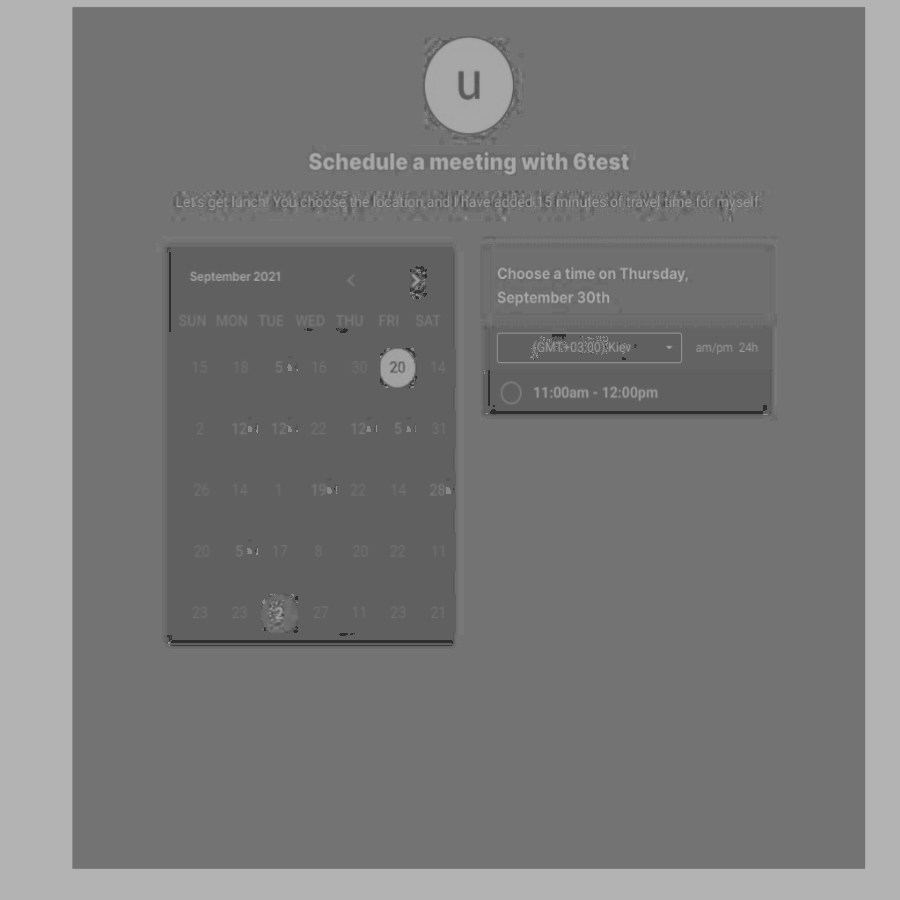 u
Schedule a meeting with 6test
Let's get lunch! You choose the location and I have added 15 minutes of travel time for myself.
September 2021
SUN MON TUE WED THU FRI SAT
15 18 5 16 30 20 14
2 12 12 22 12 5 31
26 14 1 19 22 14 28
20 5 17 8 20 22 11
23 23 2 27 11 23 21
Choose a time on Thursday,
September 30th
(GMT+03:00) Kiev
am/pm 24h
11:00am - 12:00pm